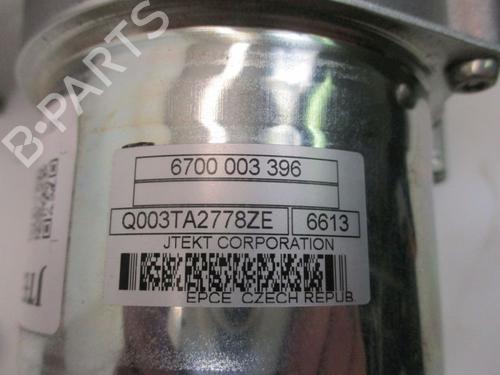 B-PARTS
6700 003 396
Q003TA2778ZE 6613
JTEKT CORPORATION
EPCE CZECH REPUB